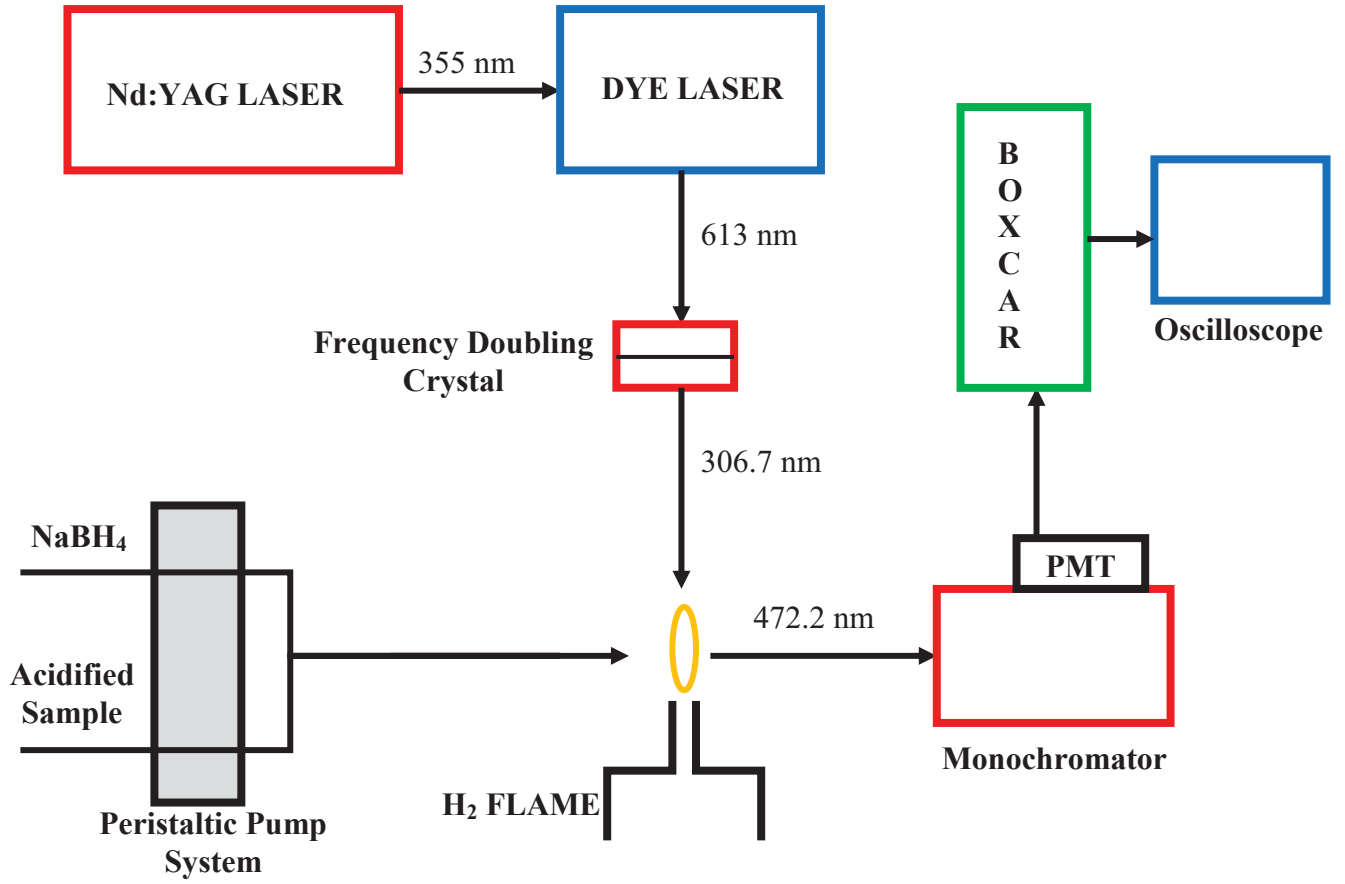 Nd:YAG LASER
355 nm
DYE LASER
613 nm
Frequency Doubling
Crystal
306.7 nm
B
O
X
C
A
R
Oscilloscope
NaBH₄
Acidified
Sample
Peristaltic Pump
System
H₂ FLAME
472.2 nm
PMT
Monochromator